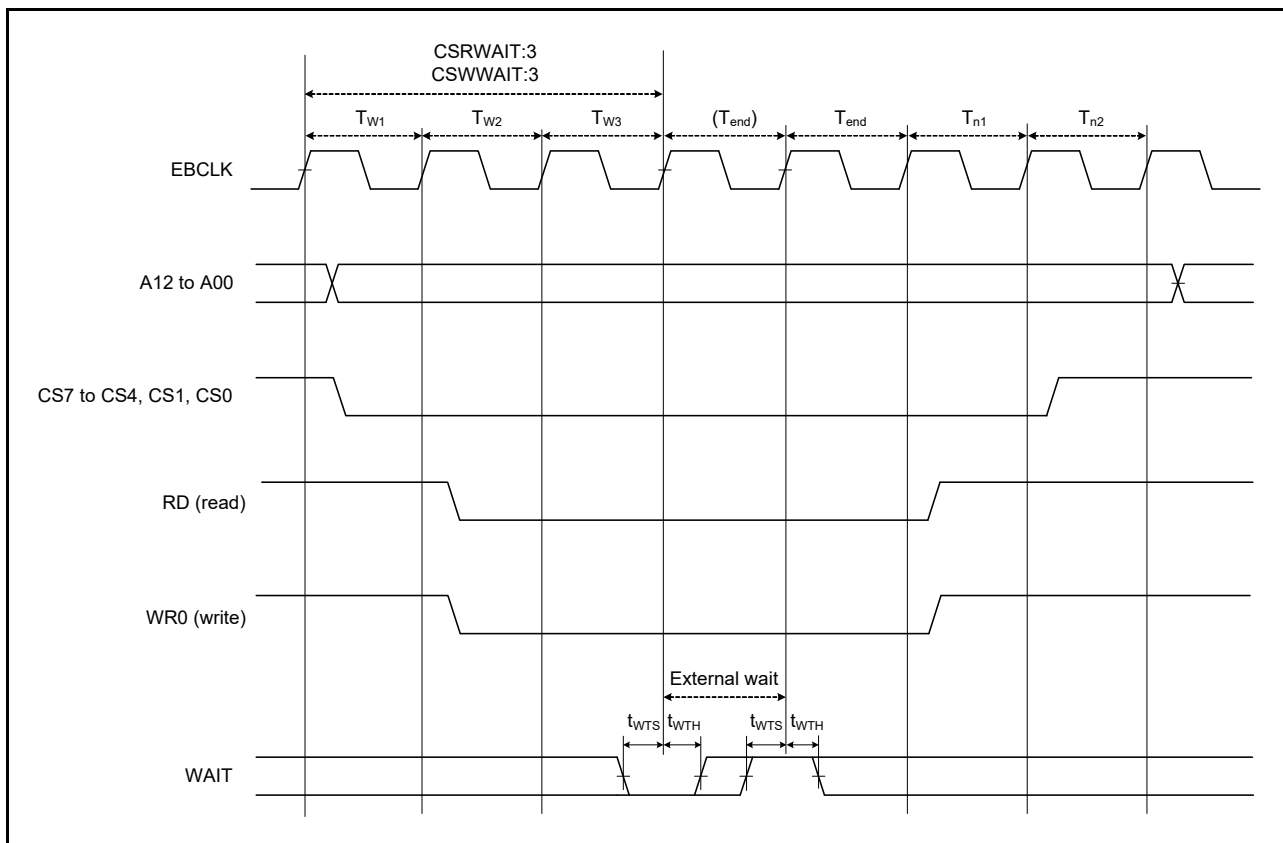 CSRWAIT:3
CSWWAIT:3
TW1 TW2 TW3 (Tend) Tend Tn1 Tn2
EBCLK
A12 to A00
CS7 to CS4, CS1, CS0
RD (read)
WR0 (write)
External wait
tWTS tWTH tWTS tWTH
WAIT